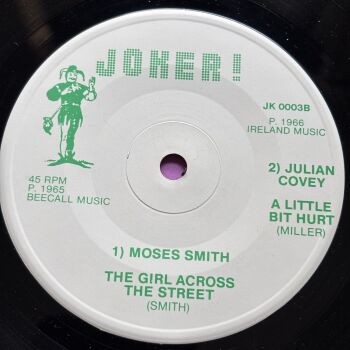 JOKER!
JK 0003B
P. 1966
IRELAND MUSIC
45 RPM
P. 1965
BEECALL MUSIC
2) JULIAN
COVEY
A LITTLE
BIT HURT
(MILLER)
1) MOSES SMITH
THE GIRL ACROSS
THE STREET
(SMITH)